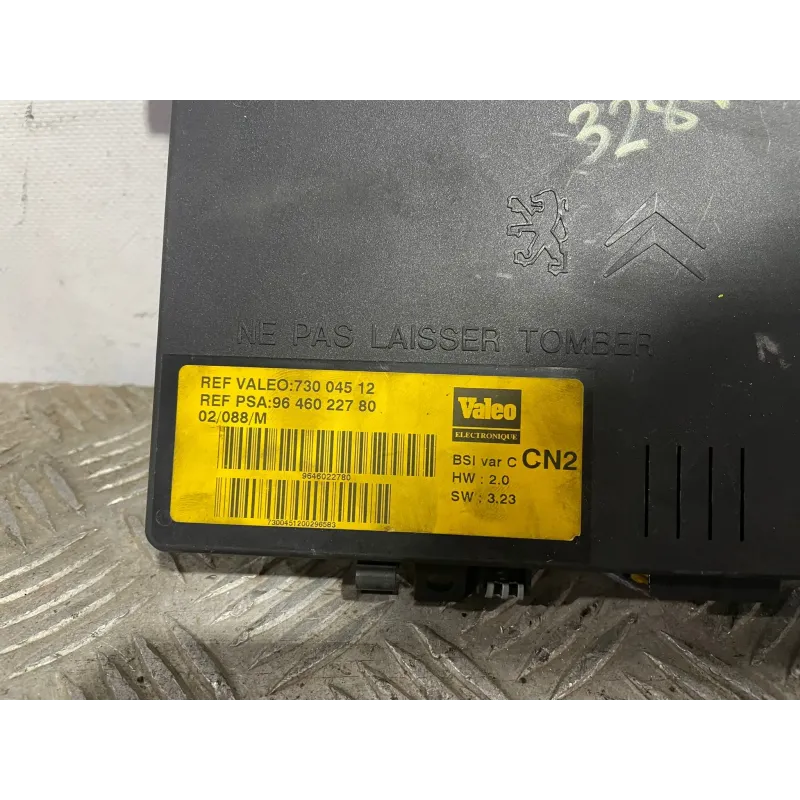 NE PAS LAISSER TOMBER
REF VALEO:730 045 12
REF PSA:96 460 227 80
02/088/M
9646022780
7300451200296583
Valeo
ELECTRONIQUE
BSI var C CN2
HW : 2.0
SW : 3.23